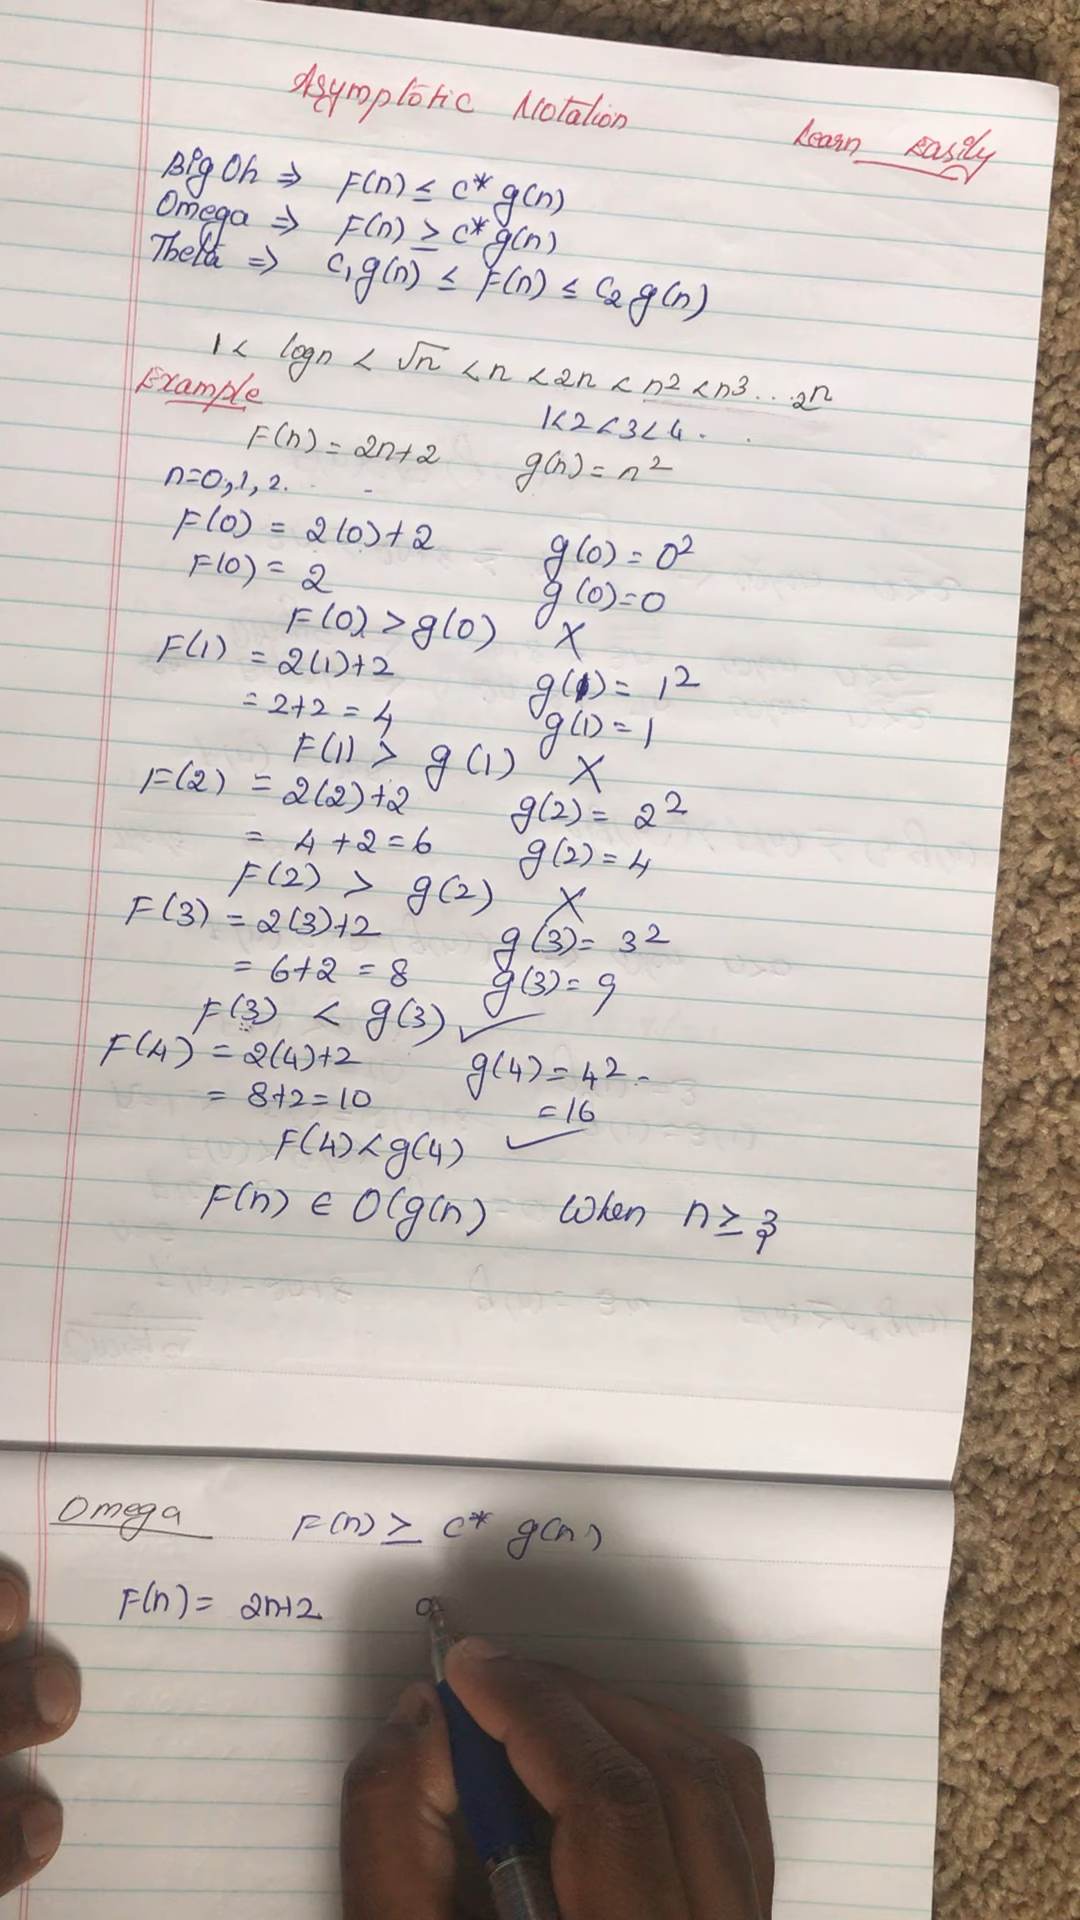 Asymptotic Notation
Learn Easily
Big Oh ⇒ F(n) ≤ c* g(n)
Omega ⇒ F(n) ≥ c* g(n)
Theta ⇒ C₁g(n) ≤ F(n) ≤ C₂ g(n)
1 < logn < √n < n < 2n < n² < n³ ... 2ⁿ
Example
1<2<3<4 . .
F(n) = 2n+2 g(n) = n²
n=0,1,2. . -
F(0) = 2(0)+2 g(0) = 0²
F(0) = 2 g(0)=0
F(0) > g(0) X
F(1) = 2(1)+2 g(1) = 1²
= 2+2 = 4 g(1) = 1
F(1) > g(1) X
F(2) = 2(2)+2 g(2) = 2²
= 4+2=6 g(2) = 4
F(2) > g(2) X
F(3) = 2(3)+2 g(3) = 3²
= 6+2 = 8 g(3) = 9
F(3) < g(3) ✓
F(4) = 2(4)+2 g(4) = 4² -
= 8+2=10 =16
F(4)<g(4) ✓
F(n) ∈ O(g(n) When n ≥ 3
Omega F(n) ≥ c* g(n)
F(n) = 2n+2